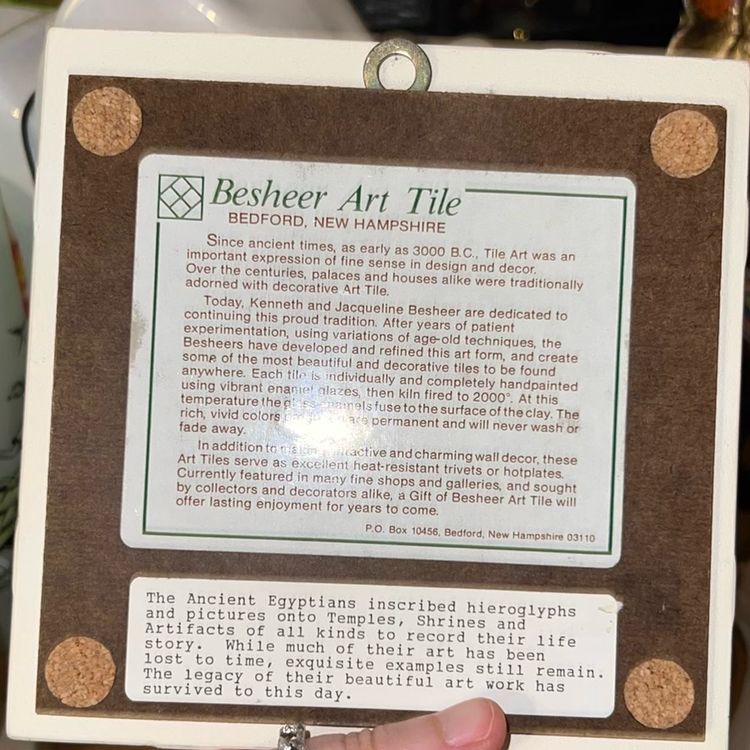 Besheer Art Tile
BEDFORD, NEW HAMPSHIRE
Since ancient times, as early as 3000 B.C., Tile Art was an
important expression of fine sense in design and decor.
Over the centuries, palaces and houses alike were traditionally
adorned with decorative Art Tile.
Today, Kenneth and Jacqueline Besheer are dedicated to
continuing this proud tradition. After years of patient
experimentation, using variations of age-old techniques, the
Besheers have developed and refined this art form, and create
some of the most beautiful and decorative tiles to be found
anywhere. Each tile is individually and completely handpainted
using vibrant enamel glazes, then kiln fired to 2000°. At this
temperature the glass enamels fuse to the surface of the clay. The
rich, vivid colors are permanent and will never wash or
fade away.
In addition to making attractive and charming wall decor, these
Art Tiles serve as excellent heat-resistant trivets or hotplates.
Currently featured in many fine shops and galleries, and sought
by collectors and decorators alike, a Gift of Besheer Art Tile will
offer lasting enjoyment for years to come.
P.O. Box 10456, Bedford, New Hampshire 03110
The Ancient Egyptians inscribed hieroglyphs
and pictures onto Temples, Shrines and
Artifacts of all kinds to record their life
story. While much of their art has been
lost to time, exquisite examples still remain.
The legacy of their beautiful art work has
survived to this day.